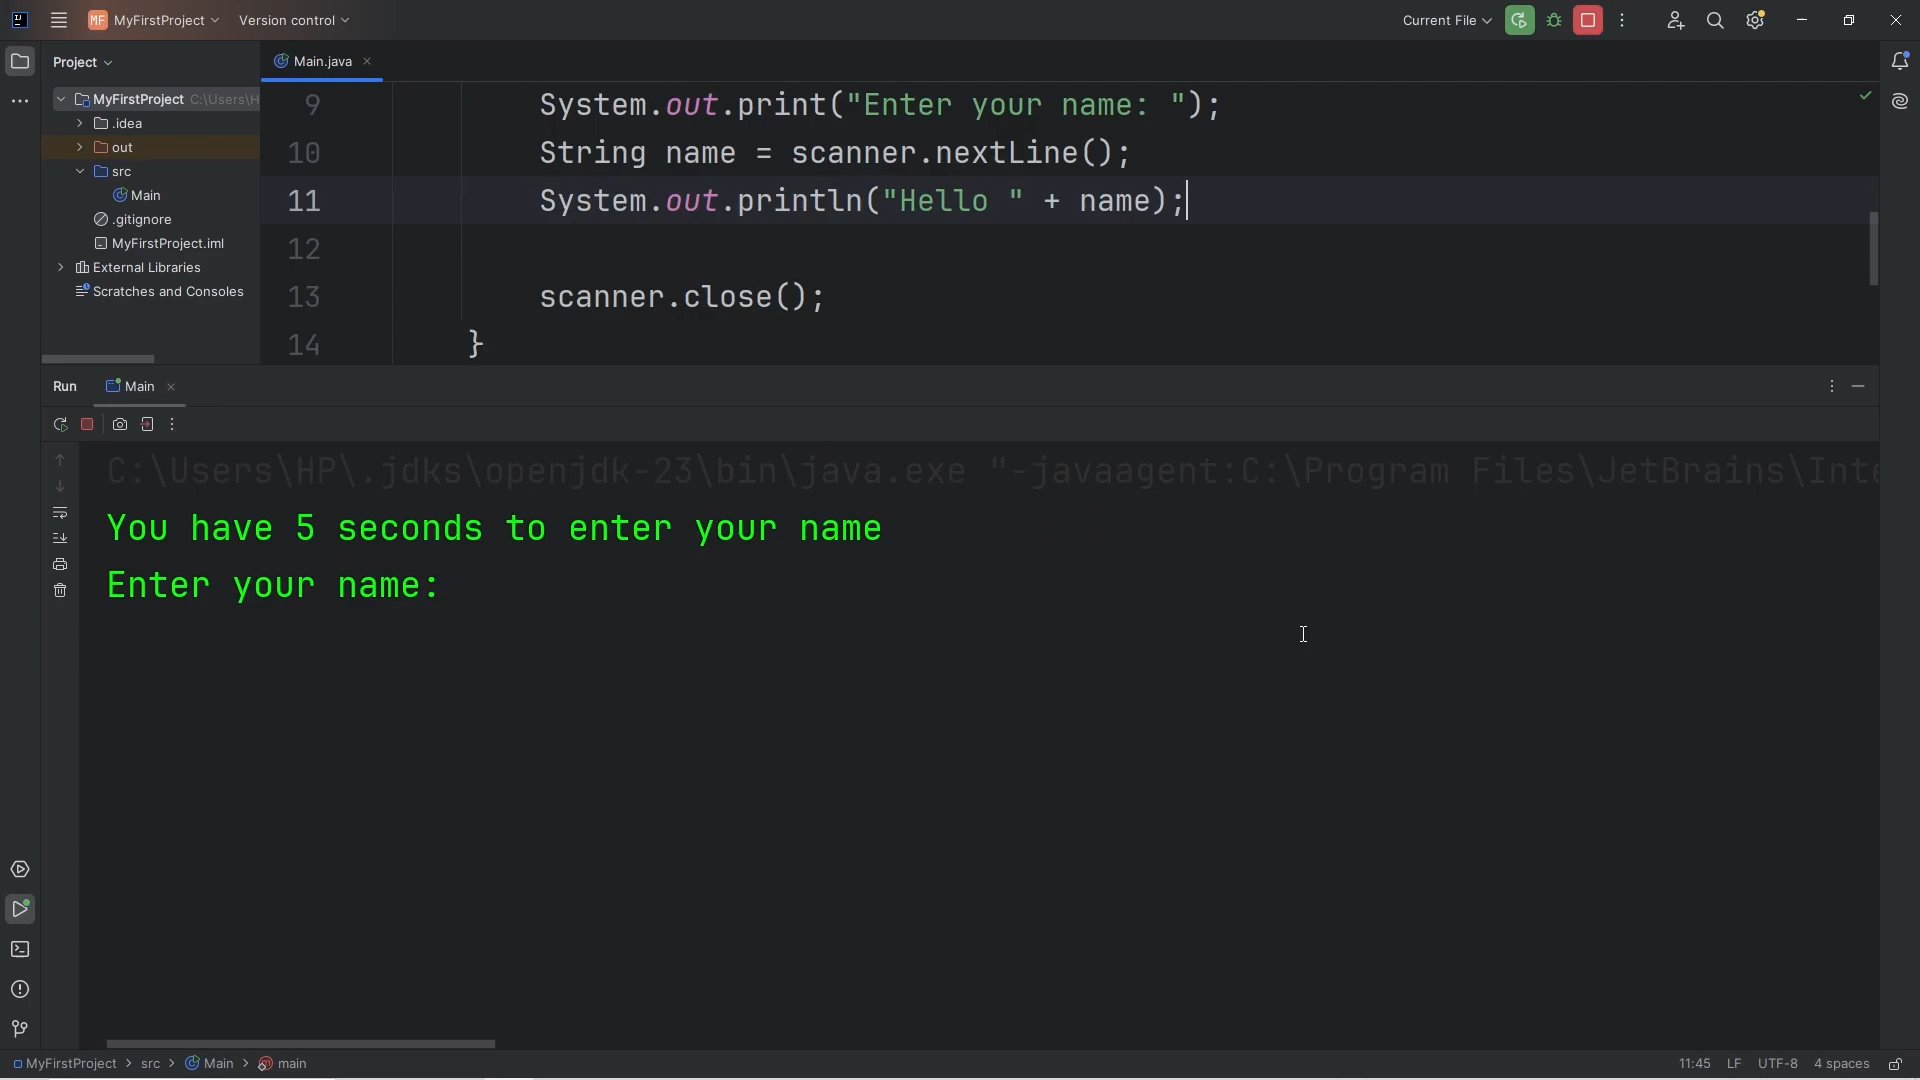 MF MyFirstProject Version control Current File
Project Main.java
MyFirstProject C:\Users\H
.idea
out
src
Main
.gitignore
MyFirstProject.iml
External Libraries
Scratches and Consoles
9 System.out.print("Enter your name: ");
10 String name = scanner.nextLine();
11 System.out.println("Hello " + name);
12
13 scanner.close();
14 }
Run Main
C:\Users\HP\.jdks\openjdk-23\bin\java.exe "-javaagent:C:\Program Files\JetBrains\Inte
You have 5 seconds to enter your name
Enter your name:
MyFirstProject > src > Main > main 11:45 LF UTF-8 4 spaces